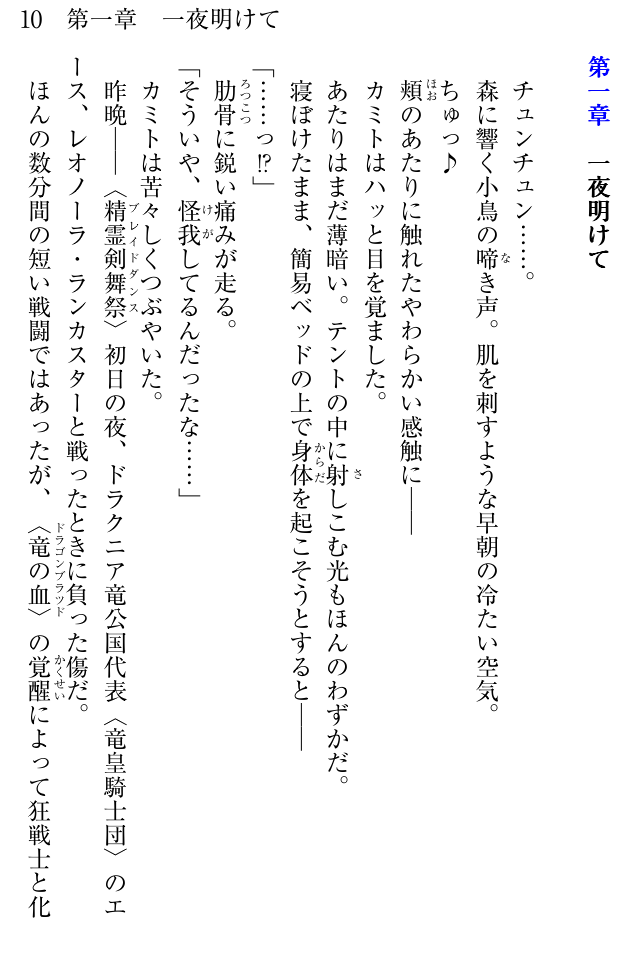 10 第一章 一夜明けて
第一章 一夜明けて
チュンチュン……。
森に響く小鳥の啼き声。肌を刺すような早朝の冷たい空気。
ちゅっ♪
頬のあたりに触れたやわらかい感触に――
カミトはハッと目を覚ました。
あたりはまだ薄暗い。テントの中に射しこむ光もほんのわずかだ。
寝ぼけたまま、簡易ベッドの上で身体を起こそうとすると――
「……っ!?」
肋骨に鋭い痛みが走る。
「そういや、怪我してるんだったな……」
カミトは苦々しくつぶやいた。
昨晩――〈精霊剣舞祭〉初日の夜、ドラクニア竜公国代表〈竜皇騎士団〉のエ
ース、レオノーラ・ランカスターと戦ったときに負った傷だ。
ほんの数分間の短い戦闘ではあったが、〈竜の血〉の覚醒によって狂戦士と化